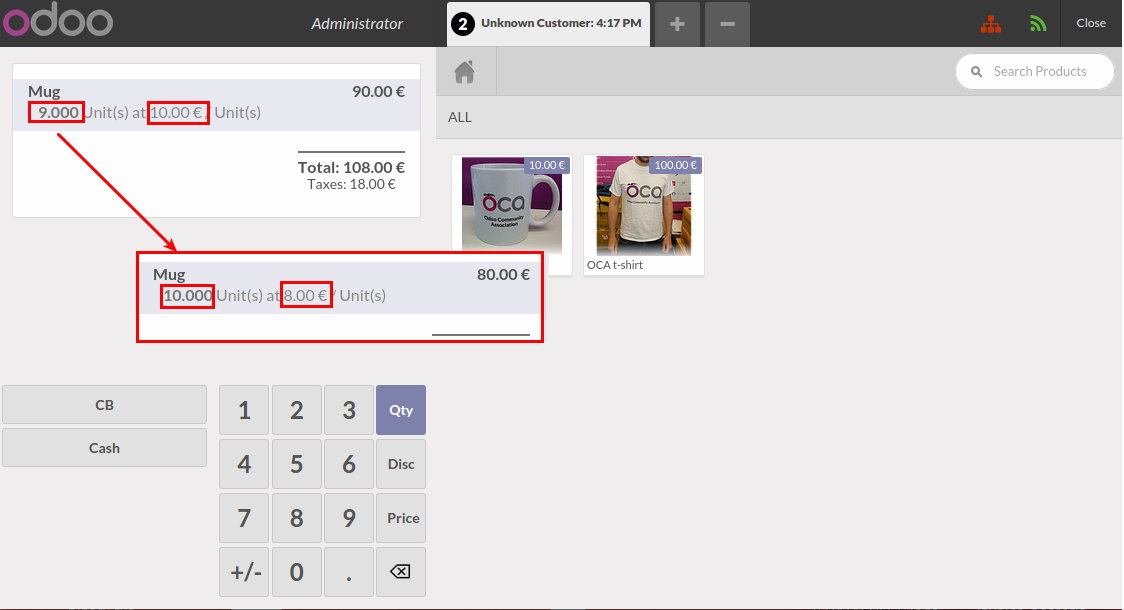 odoo
Administrator
2 Unknown Customer: 4:17 PM
+
−
Close
Search Products
ALL
Mug 90.00 €
9.000 Unit(s) at 10.00 € / Unit(s)
Total: 108.00 €
Taxes: 18.00 €
Mug 80.00 €
10.000 Unit(s) at 8.00 € / Unit(s)
10.00 €
OCA
Odoo Community
Association
100.00 €
OCA
OCA t-shirt
CB
Cash
1 2 3 Qty
4 5 6 Disc
7 8 9 Price
+/- 0 .